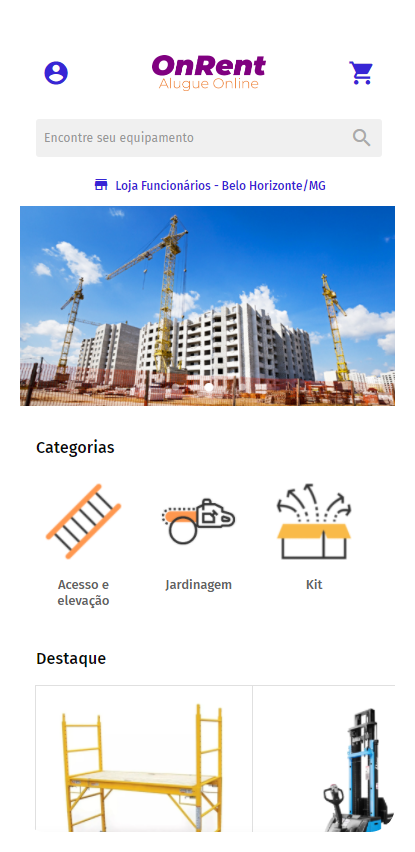 OnRent
Alugue Online
Encontre seu equipamento
Loja Funcionários - Belo Horizonte/MG
Categorias
Acesso e
elevação
Jardinagem
Kit
Destaque